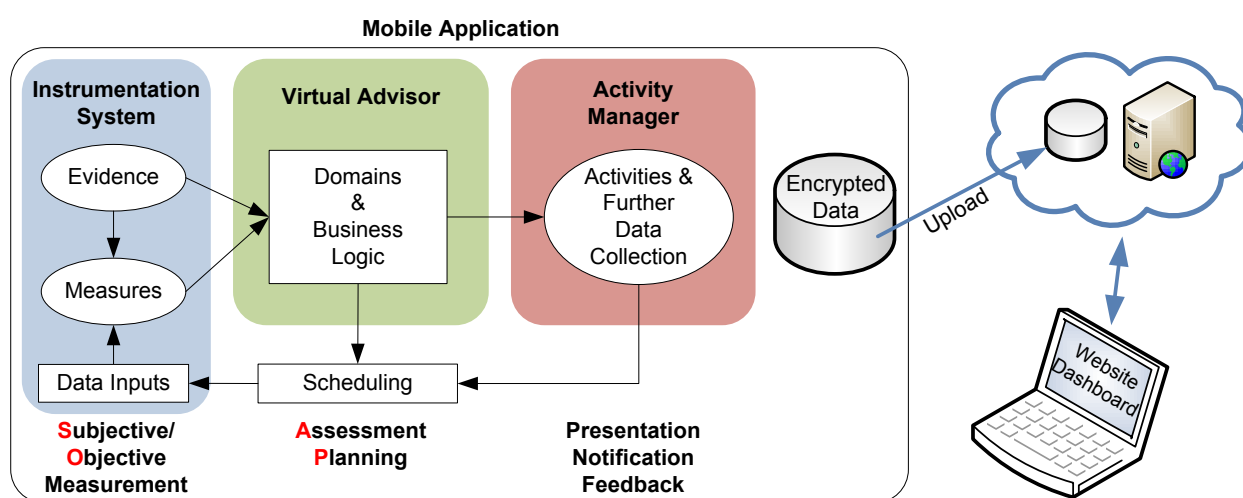 Mobile Application
Instrumentation
System
Virtual Advisor
Activity
Manager
Evidence
Measures
Data Inputs
Domains
&
Business
Logic
Scheduling
Activities &
Further
Data
Collection
Encrypted
Data
Upload
Website
Dashboard
Subjective/
Objective
Measurement
Assessment
Planning
Presentation
Notification
Feedback